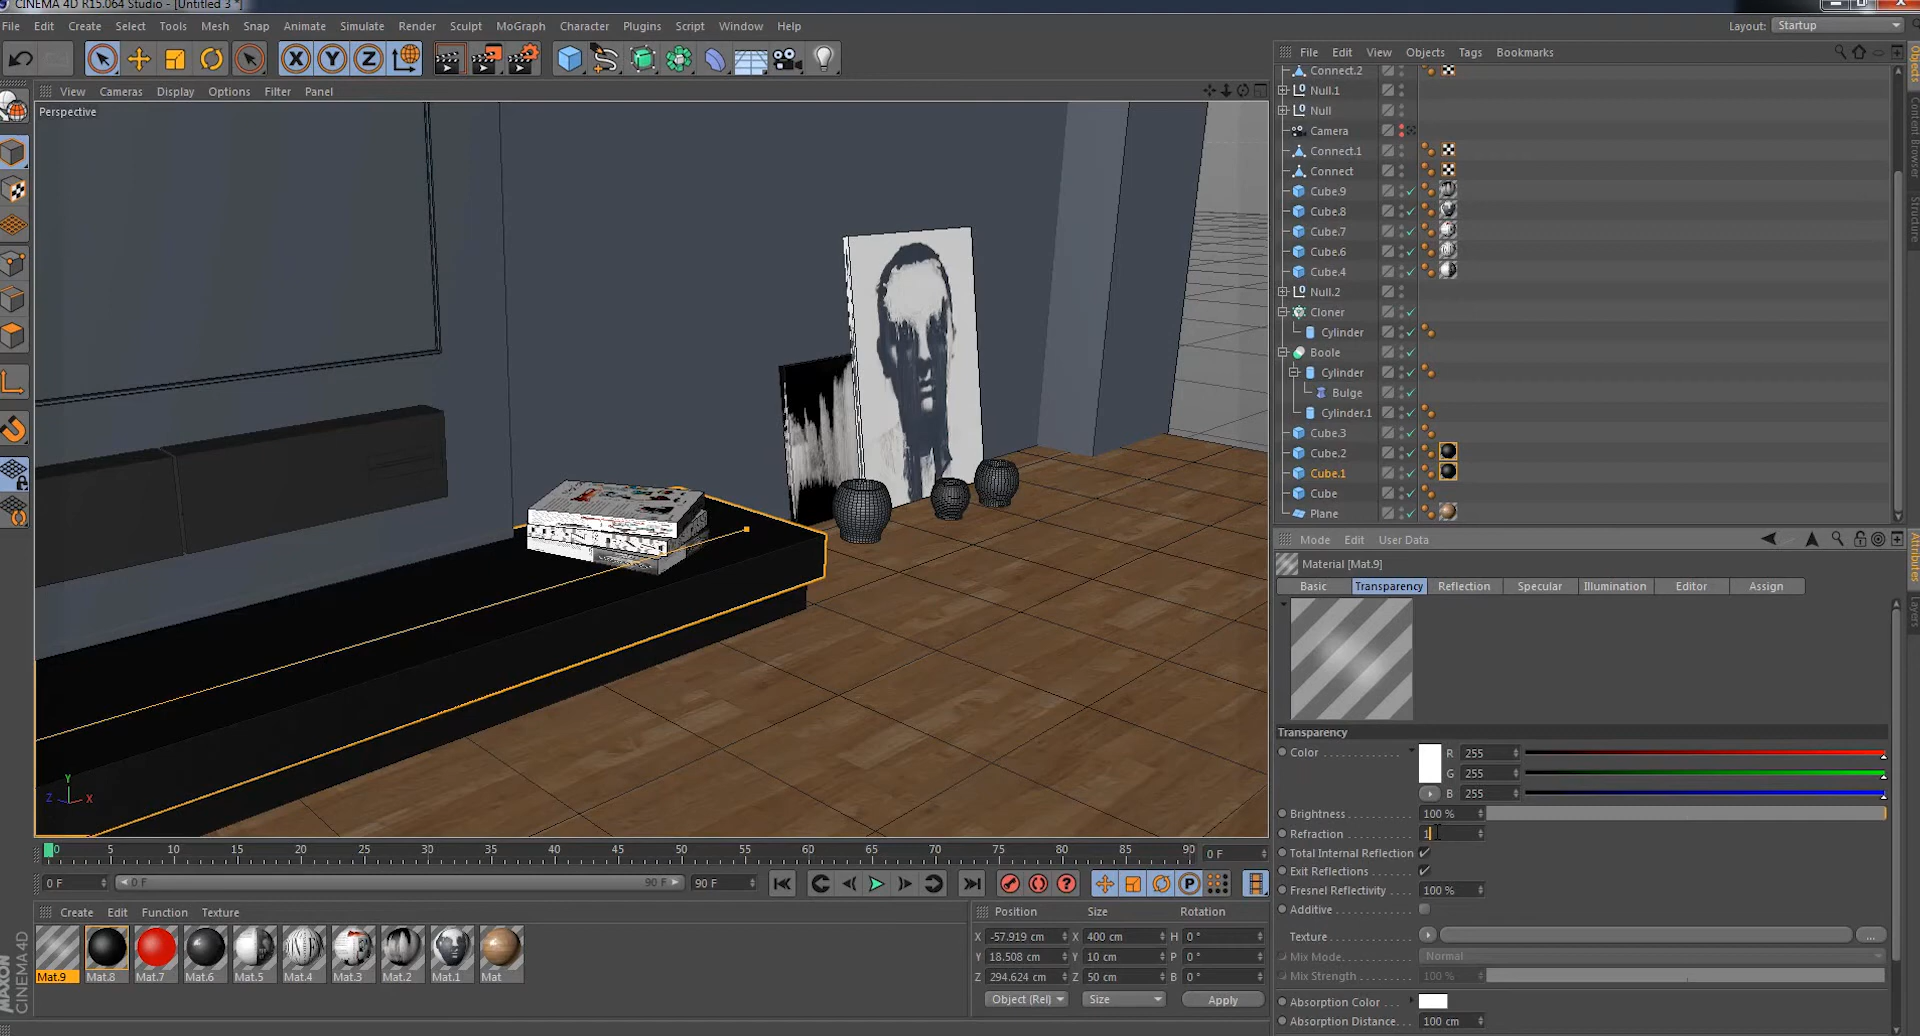 CINEMA 4D R15.064 Studio - [Untitled 3 *]
File Edit Create Select Tools Mesh Snap Animate Simulate Render Sculpt MoGraph Character Plugins Script Window Help
Layout: Startup
File Edit View Objects Tags Bookmarks
View Cameras Display Options Filter Panel
Perspective
Connect.2
Null.1
Null
Camera
Connect.1
Connect
Cube.9
Cube.8
Cube.7
Cube.6
Cube.4
Null.2
Cloner
Cylinder
Boole
Cylinder
Bulge
Cylinder.1
Cube.3
Cube.2
Cube.1
Cube
Plane
Objects
Content Browser
Structure
Attributes
Layers
Mode Edit User Data
Material [Mat.9]
Basic Transparency Reflection Specular Illumination Editor Assign
Transparency
Color R 255
G 255
B 255
Brightness 100 %
Refraction 1
Total Internal Reflection
Exit Reflections
Fresnel Reflectivity 100 %
Additive
Texture ...
Mix Mode Normal
Mix Strength 100 %
Absorption Color
Absorption Distance 100 cm
Y
Z X
0 5 10 15 20 25 30 35 40 45 50 55 60 65 70 75 80 85 90 0 F
0 F 0 F 90 F 90 F
Create Edit Function Texture
Mat.9 Mat.8 Mat.7 Mat.6 Mat.5 Mat.4 Mat.3 Mat.2 Mat.1 Mat
Position Size Rotation
X -57.919 cm X 400 cm H 0 °
Y 18.508 cm Y 10 cm P 0 °
Z 294.624 cm Z 50 cm B 0 °
Object (Rel) Size Apply
MAXON
CINEMA 4D